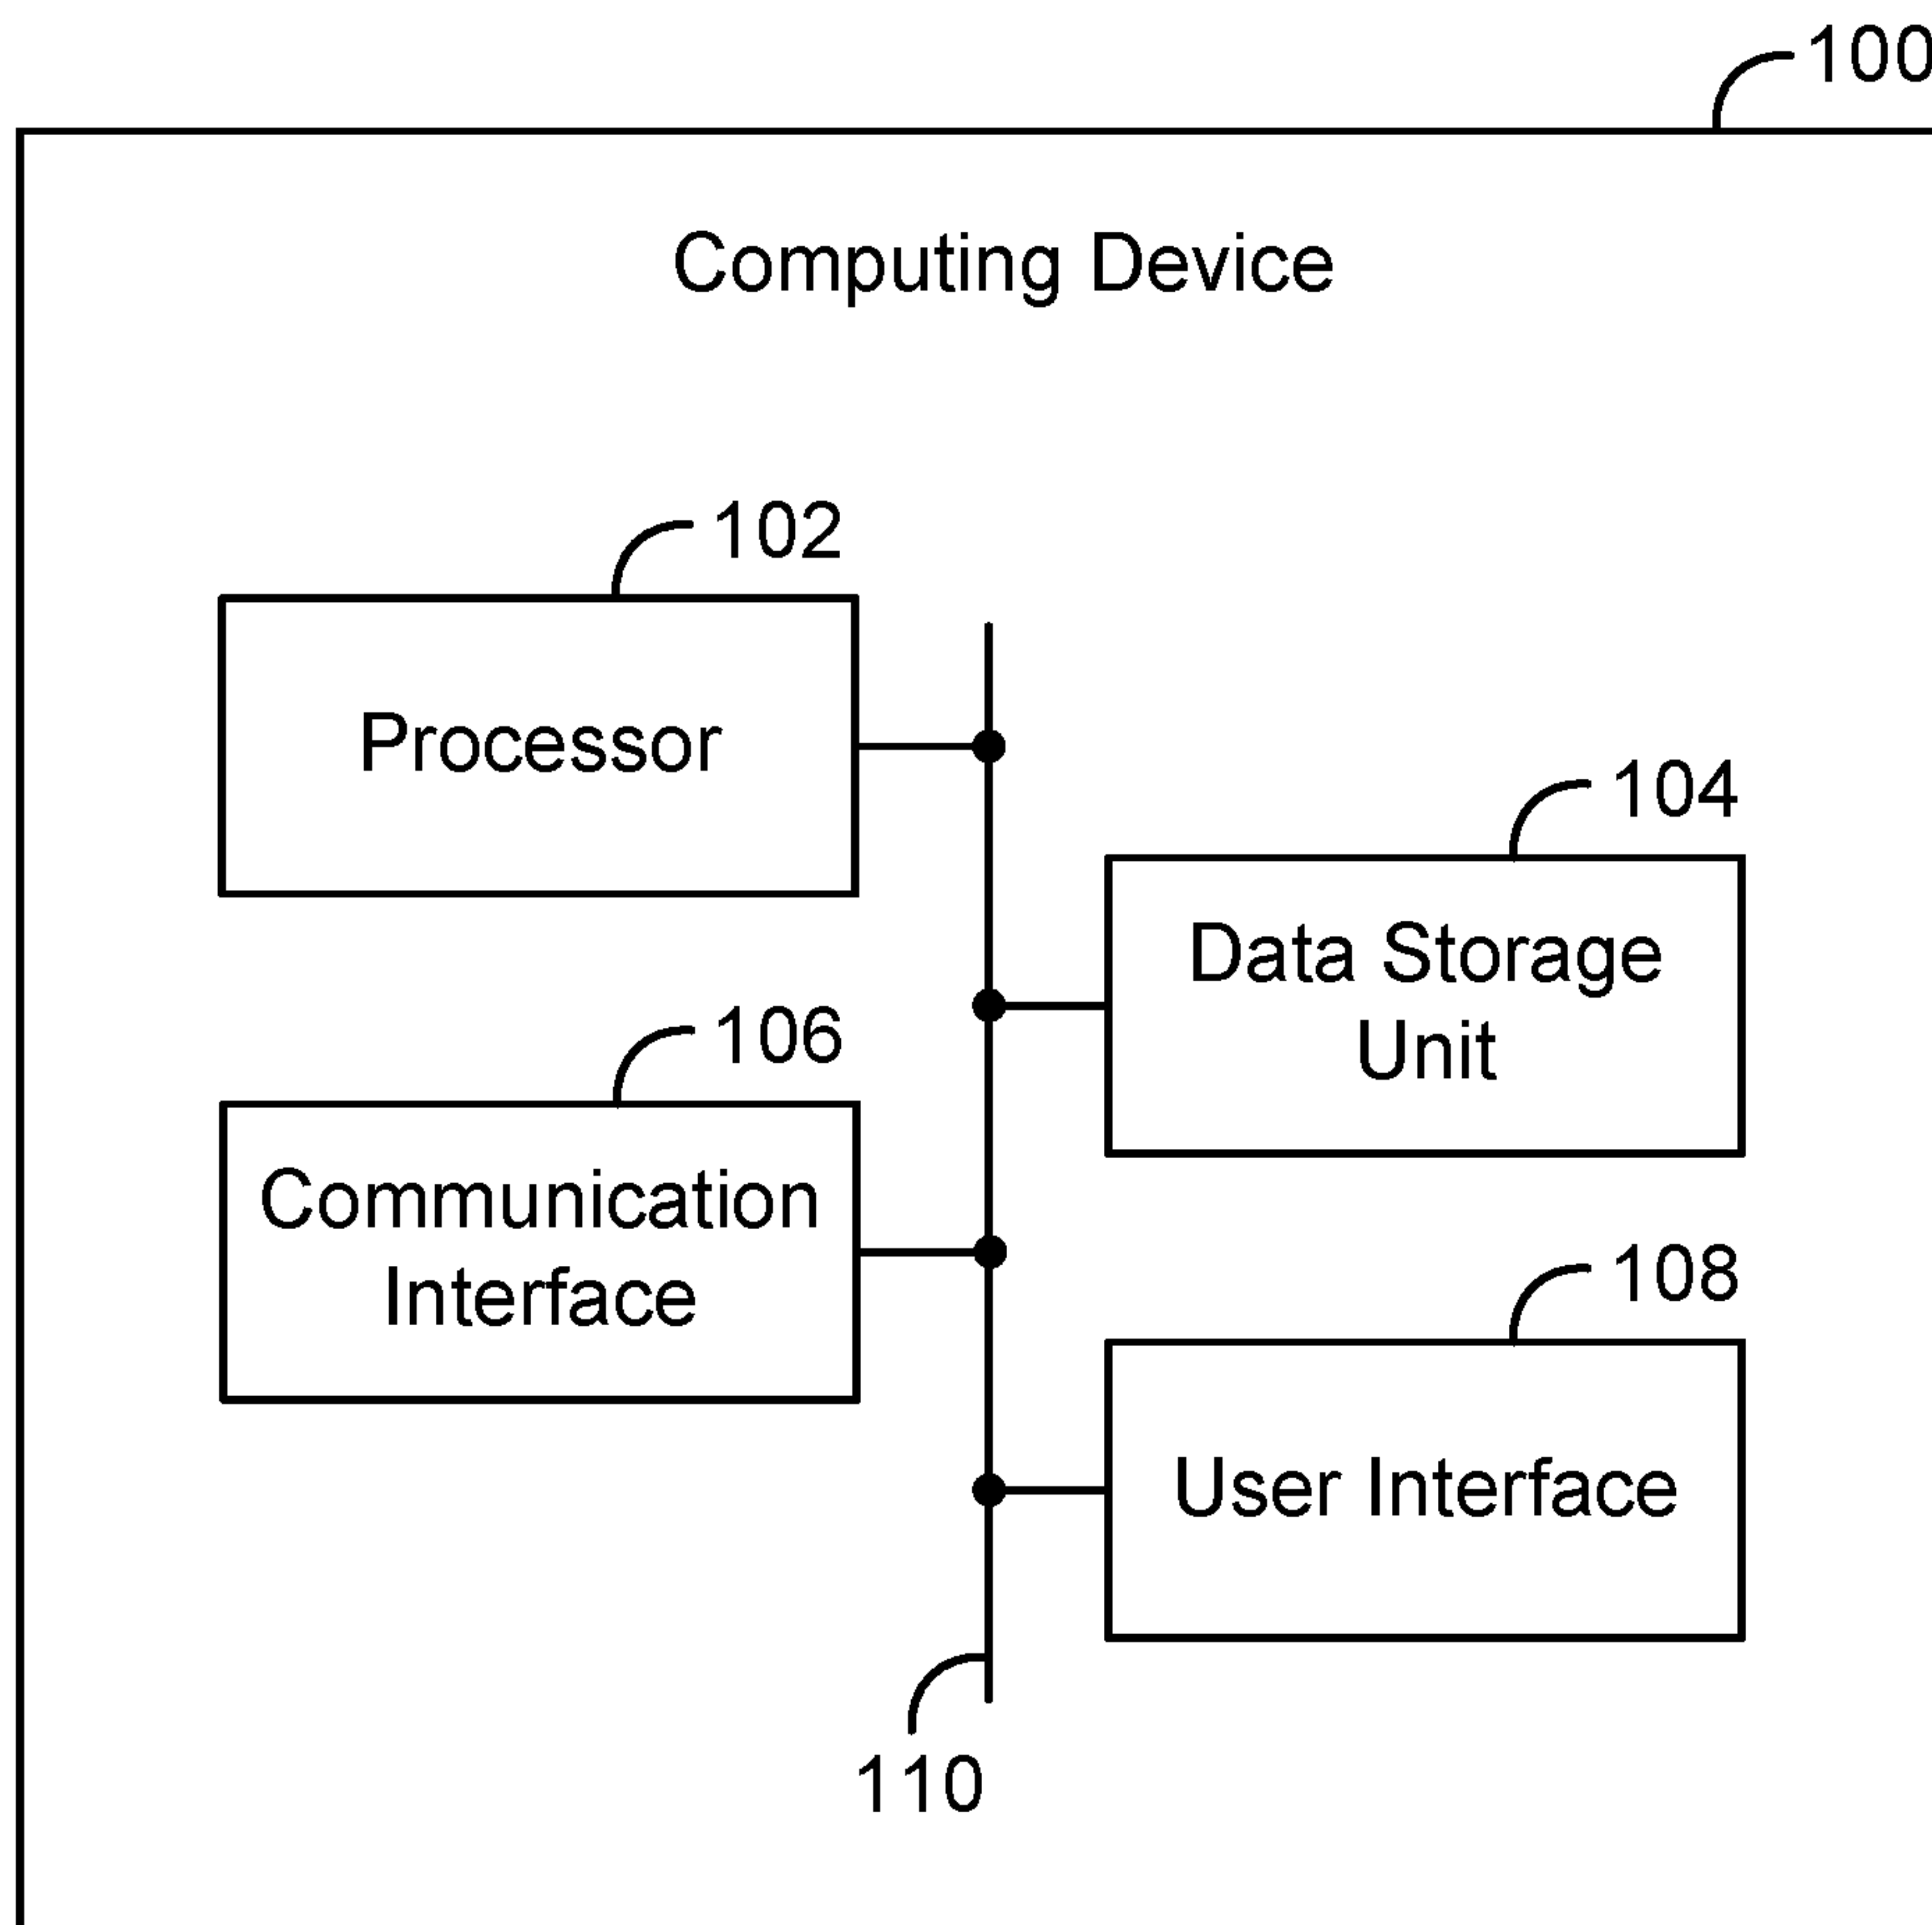 100
Computing Device
102
Processor
104
Data Storage
Unit
106
Communication
Interface
108
User Interface
110